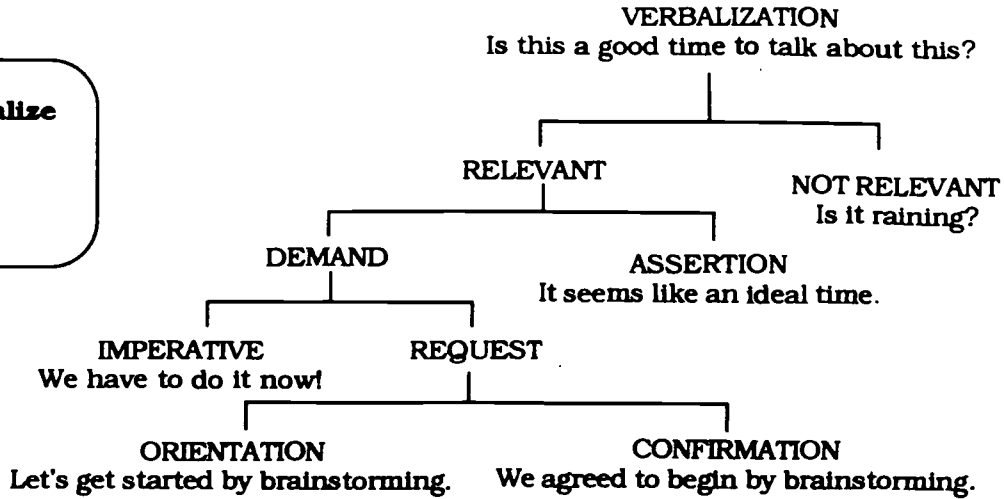 VERBALIZATION
Is this a good time to talk about this?
RELEVANT
NOT RELEVANT
Is it raining?
DEMAND
ASSERTION
It seems like an ideal time.
IMPERATIVE
We have to do it now!
REQUEST
ORIENTATION
Let's get started by brainstorming.
CONFIRMATION
We agreed to begin by brainstorming.